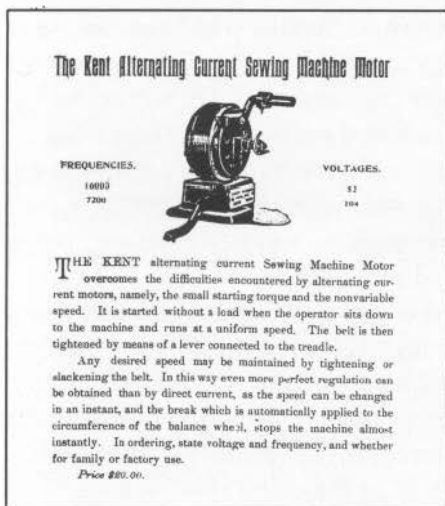 The Kent Alternating Current Sewing Machine Motor
FREQUENCIES.
16000
7200
VOLTAGES.
52
104
THE KENT alternating current Sewing Machine Motor
overcomes the difficulties encountered by alternating cur-
rent motors, namely, the small starting torque and the nonvariable
speed. It is started without a load when the operator sits down
to the machine and runs at a uniform speed. The belt is then
tightened by means of a lever connected to the treadle.
Any desired speed may be maintained by tightening or
slackening the belt. In this way even more perfect regulation can
be obtained than by direct current, as the speed can be changed
in an instant, and the break which is automatically applied to the
circumference of the balance wheel, stops the machine almost
instantly. In ordering, state voltage and frequency, and whether
for family or factory use.
Price $20.00.